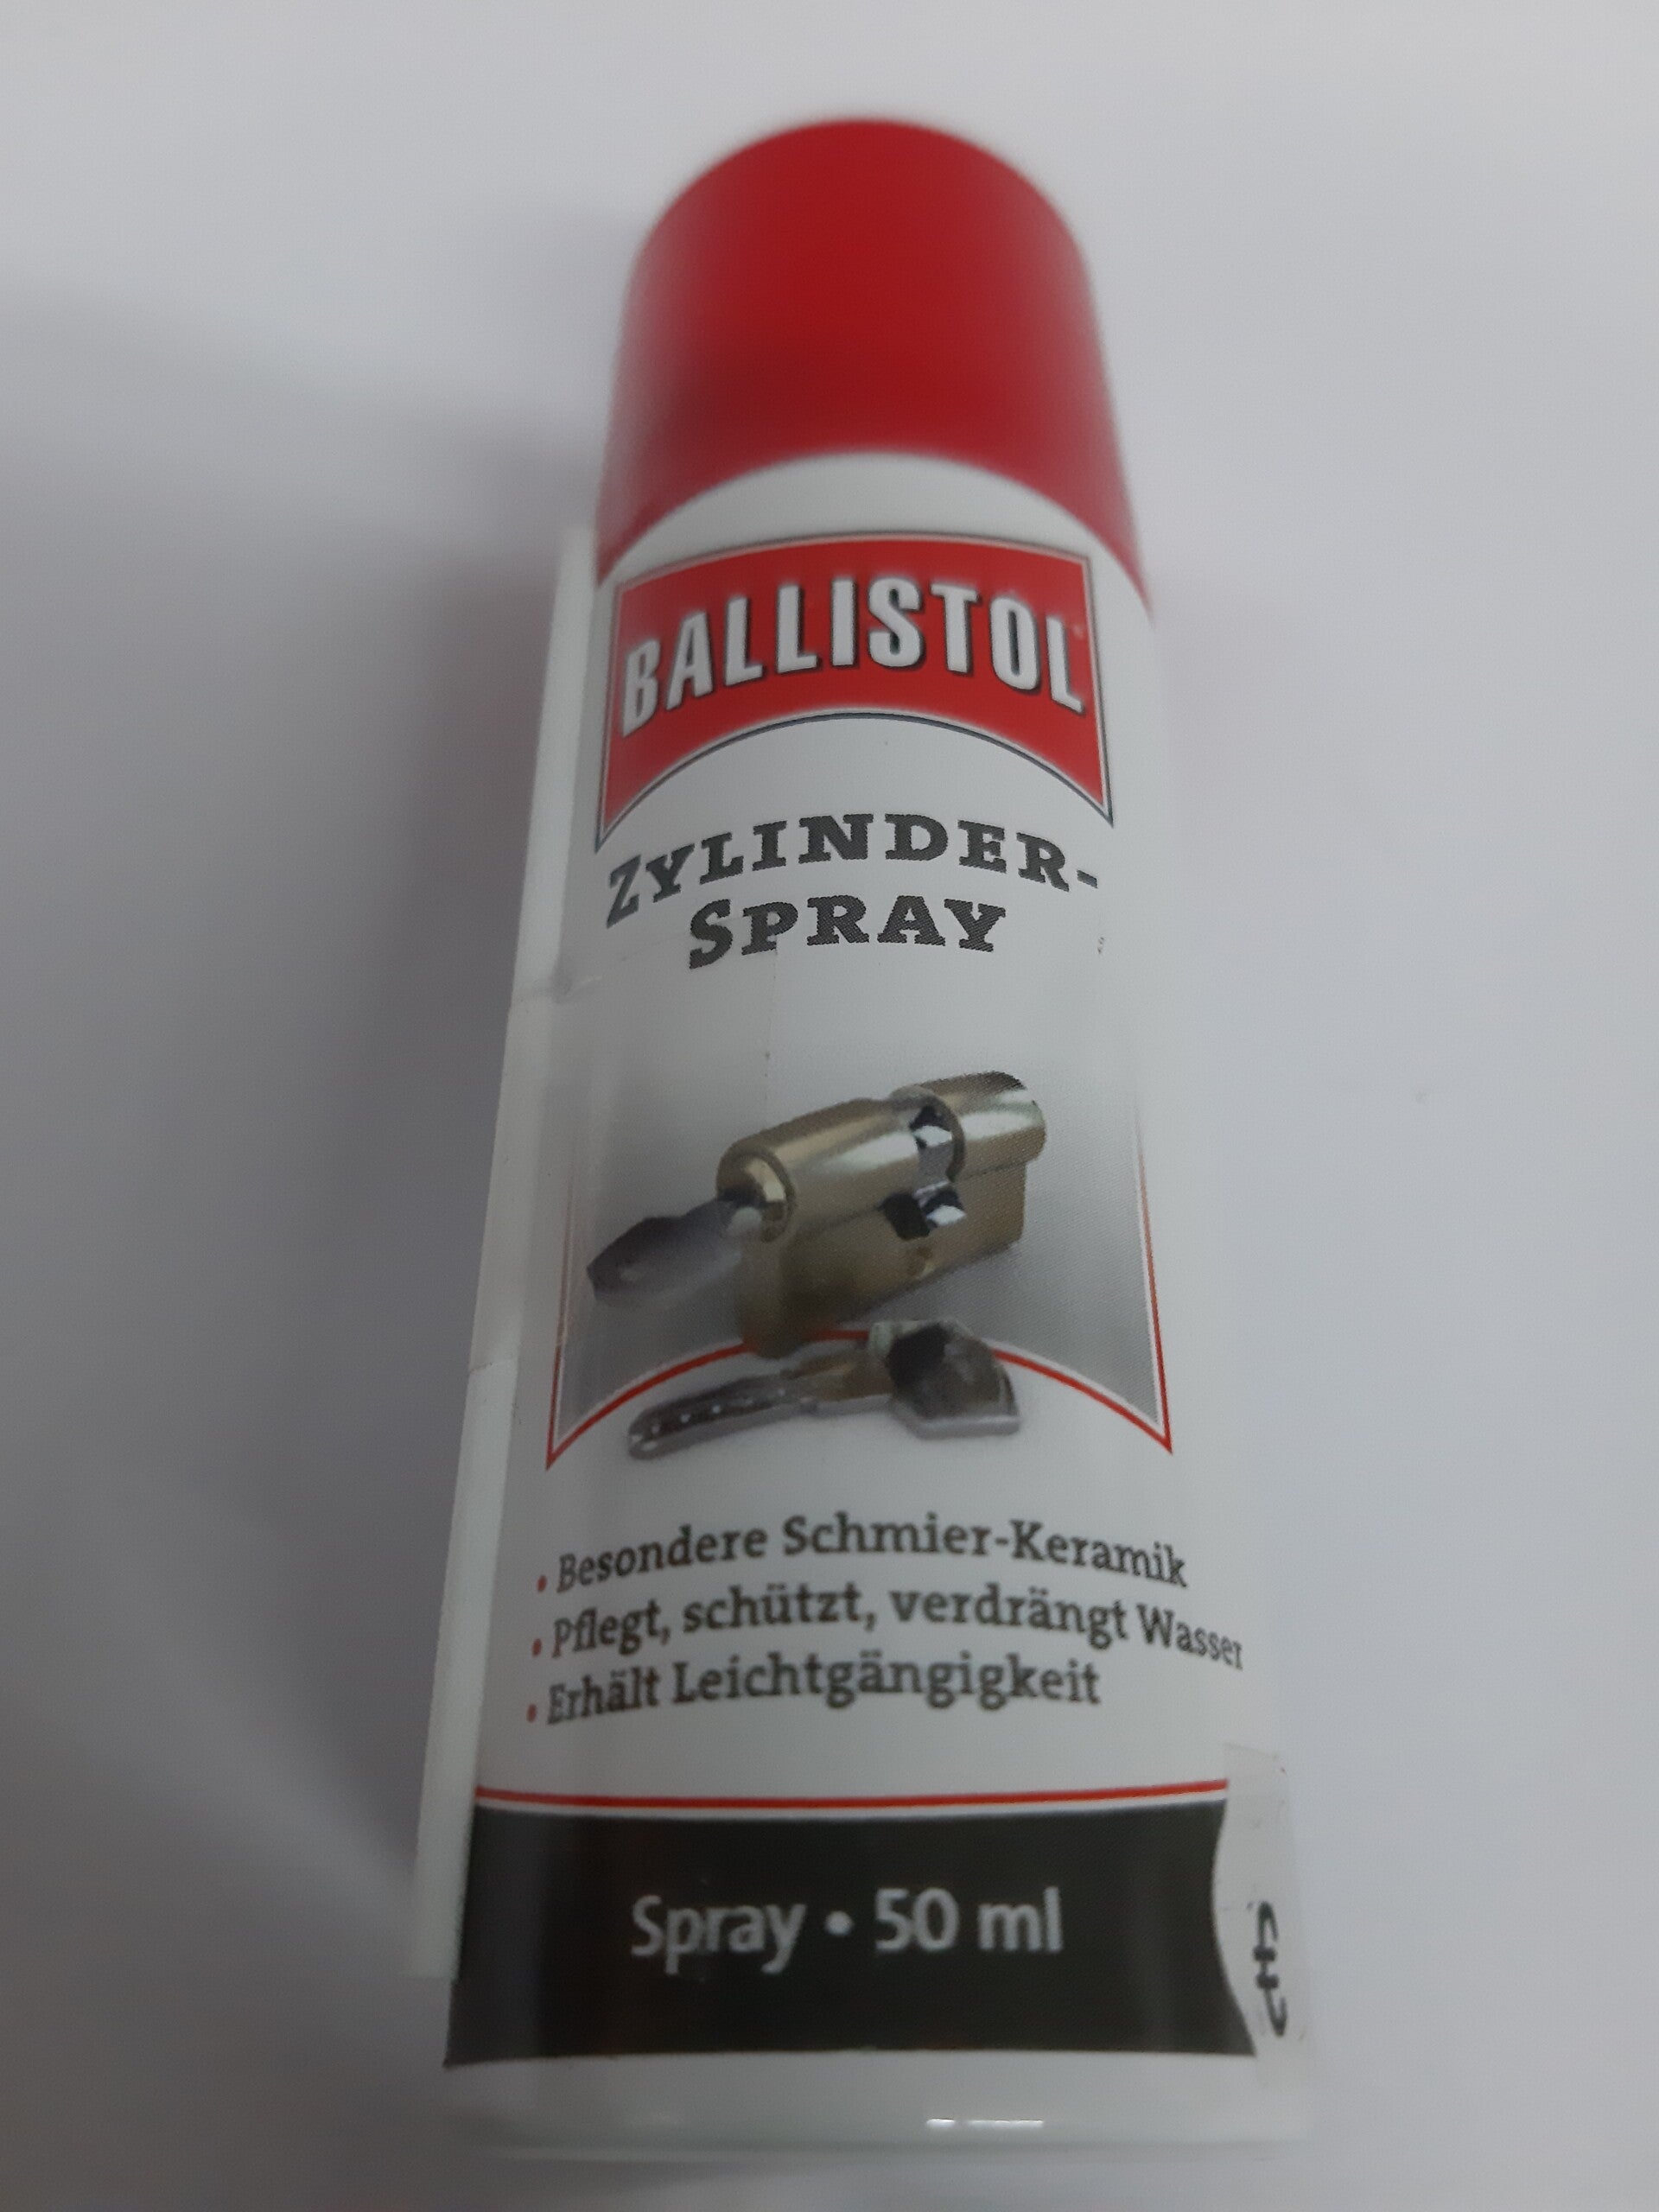 BALLISTOL
ZYLINDER-
SPRAY
• Besondere Schmier-Keramik
• Pflegt, schützt, verdrängt Wasser
• Erhält Leichtgängigkeit
Spray • 50 ml